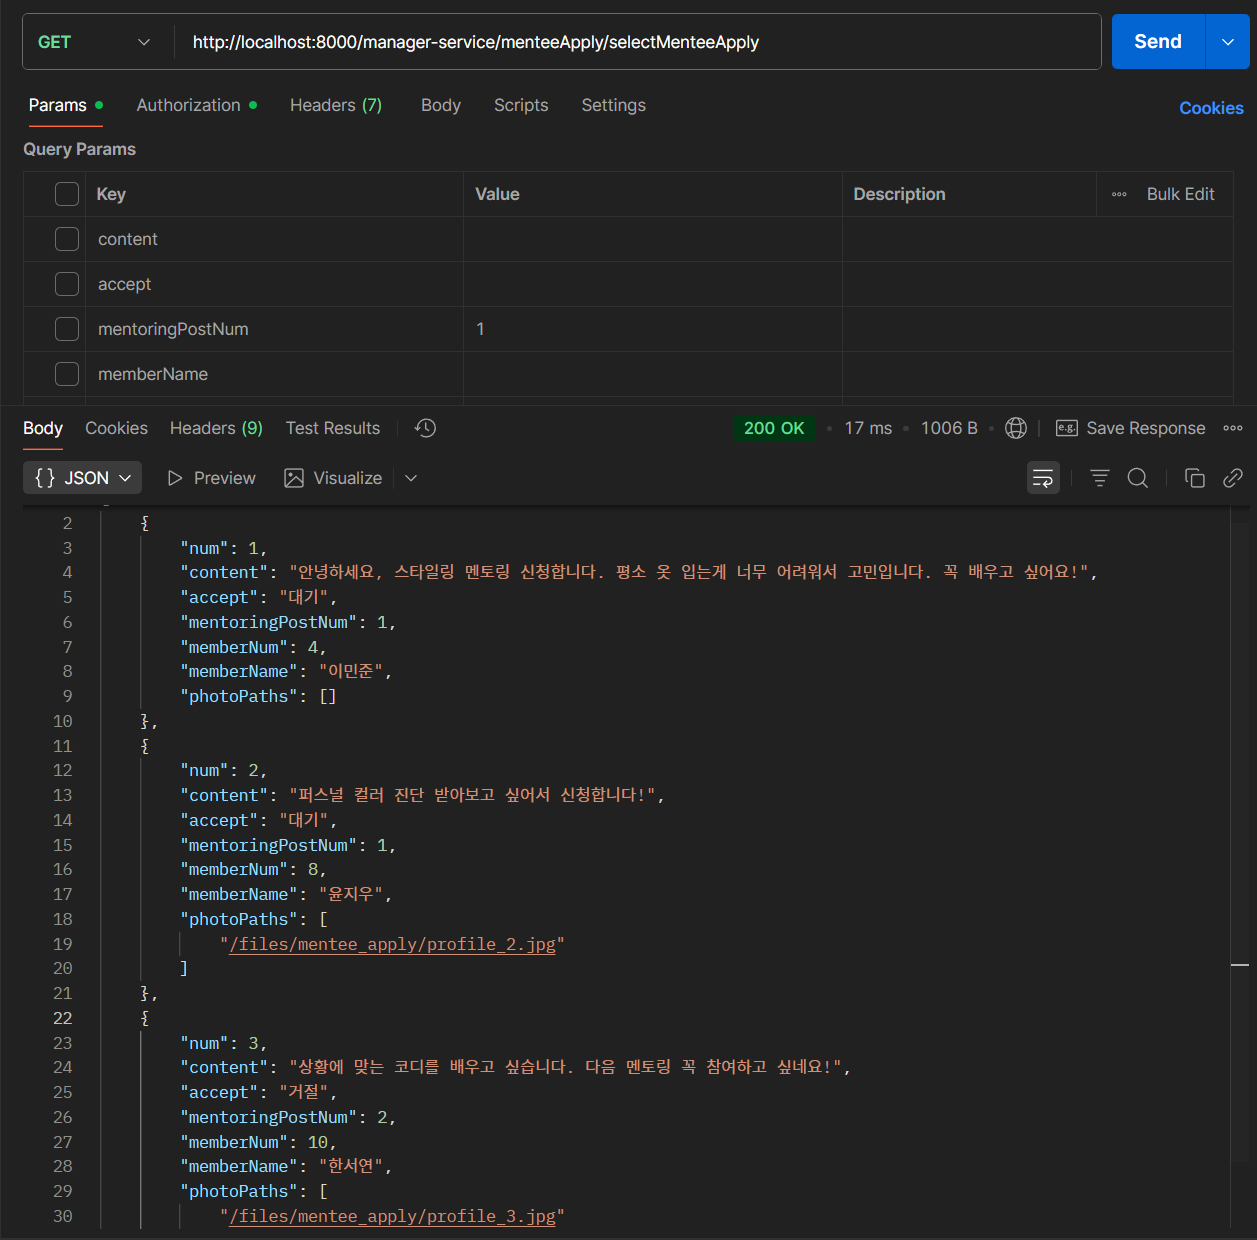 GET http://localhost:8000/manager-service/menteeApply/selectMenteeApply Send
Params Authorization Headers (7) Body Scripts Settings Cookies
Query Params
Key Value Description Bulk Edit
content
accept
mentoringPostNum 1
memberName
Body Cookies Headers (9) Test Results 200 OK 17 ms 1006 B e.g. Save Response
{} JSON Preview Visualize
2 {
3 "num": 1,
4 "content": "안녕하세요, 스타일링 멘토링 신청합니다. 평소 옷 입는게 너무 어려워서 고민입니다. 꼭 배우고 싶어요!",
5 "accept": "대기",
6 "mentoringPostNum": 1,
7 "memberNum": 4,
8 "memberName": "이민준",
9 "photoPaths": []
10 },
11 {
12 "num": 2,
13 "content": "퍼스널 컬러 진단 받아보고 싶어서 신청합니다!",
14 "accept": "대기",
15 "mentoringPostNum": 1,
16 "memberNum": 8,
17 "memberName": "윤지우",
18 "photoPaths": [
19 "/files/mentee_apply/profile_2.jpg"
20 ]
21 },
22 {
23 "num": 3,
24 "content": "상황에 맞는 코디를 배우고 싶습니다. 다음 멘토링 꼭 참여하고 싶네요!",
25 "accept": "거절",
26 "mentoringPostNum": 2,
27 "memberNum": 10,
28 "memberName": "한서연",
29 "photoPaths": [
30 "/files/mentee_apply/profile_3.jpg"